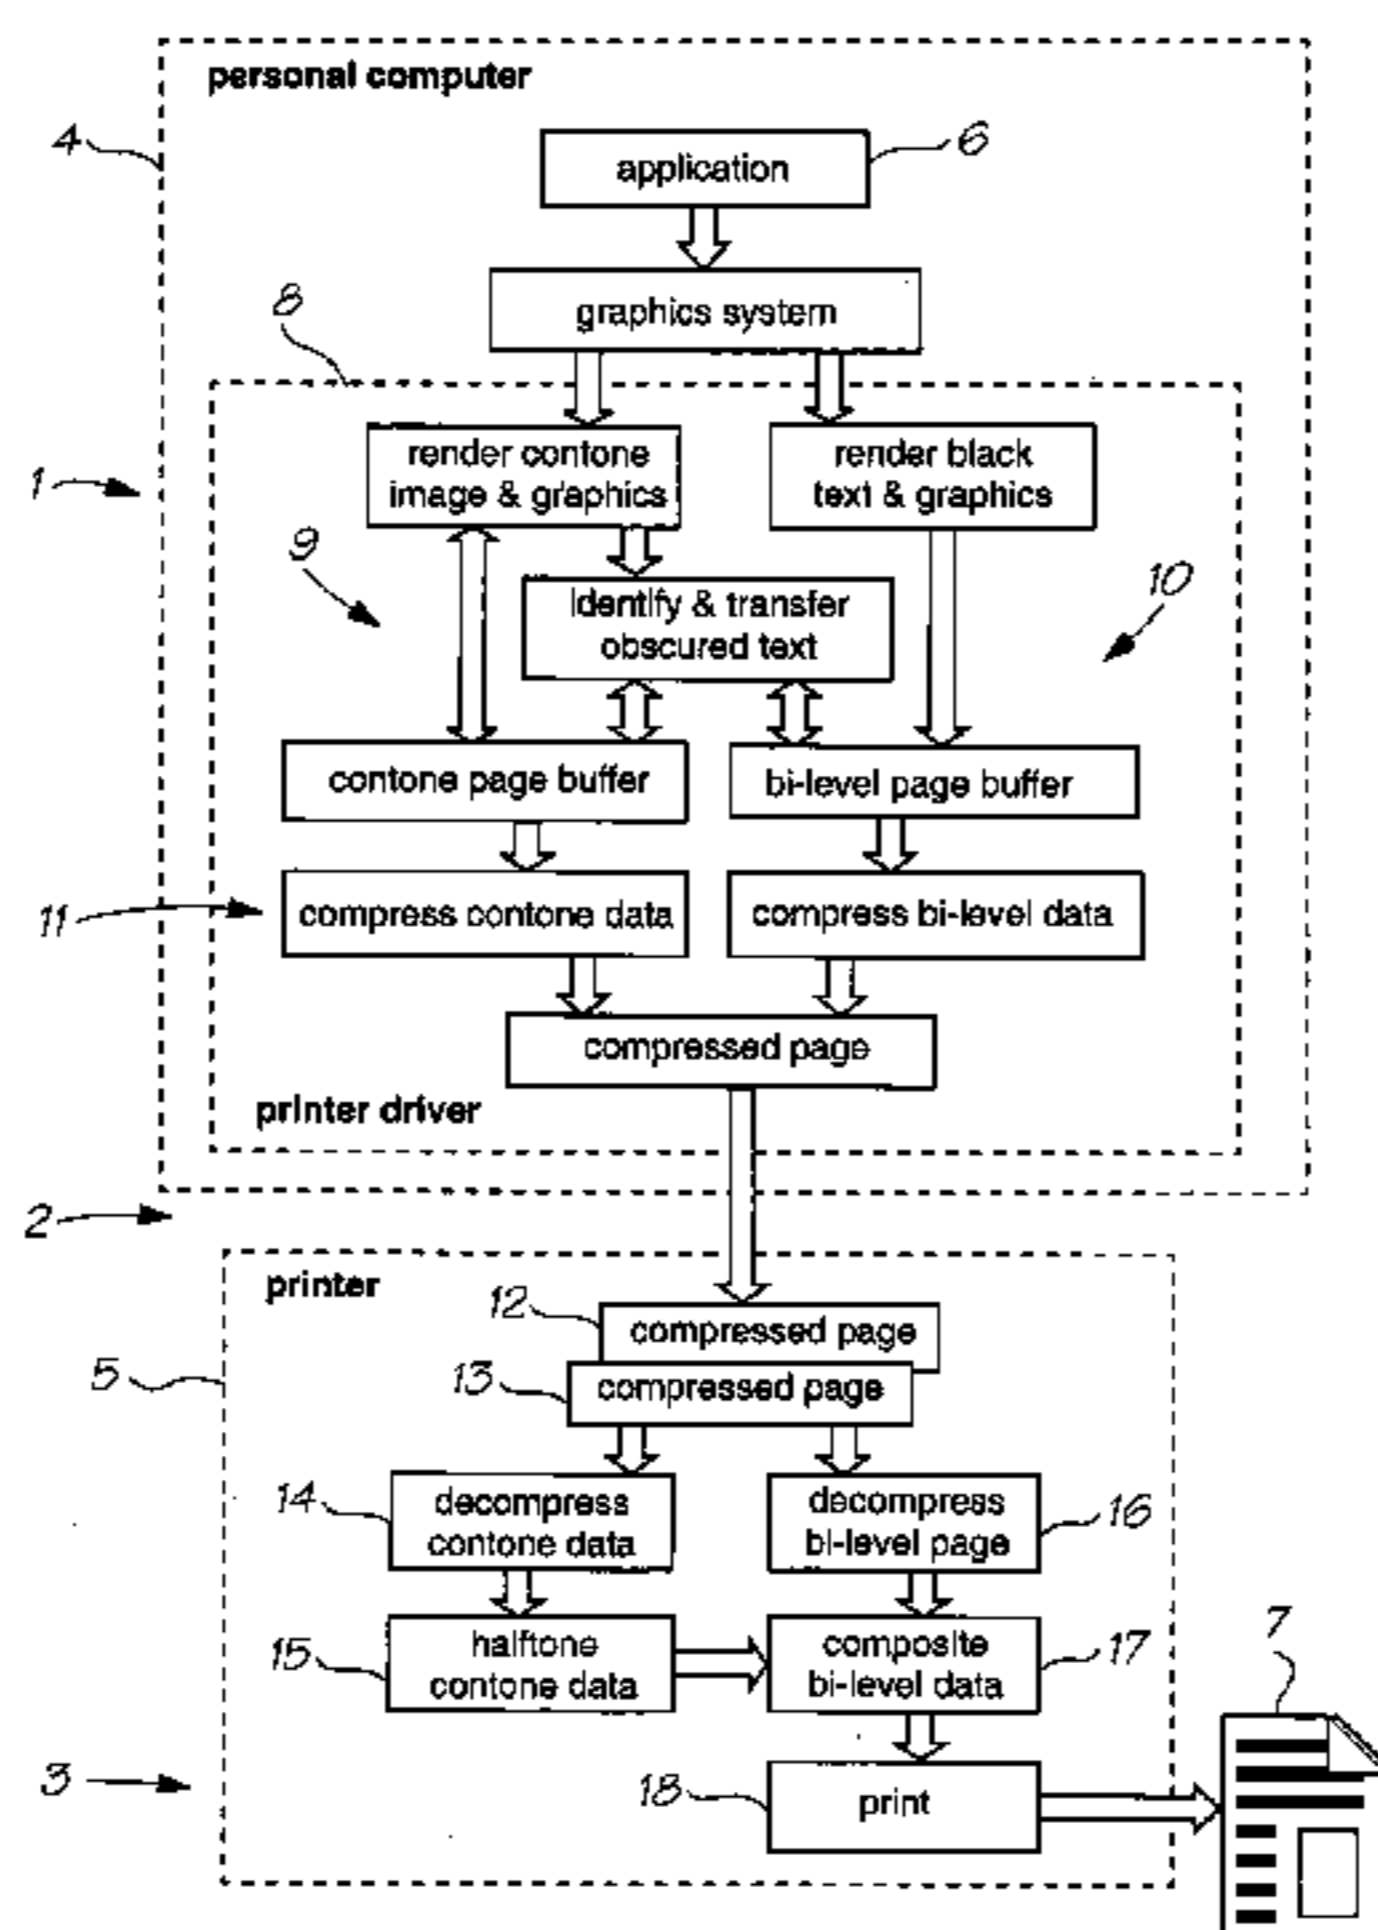 personal computer
4
application
6
graphics system
8
render contone
image & graphics
render black
text & graphics
1
9
10
identify & transfer
obscured text
contone page buffer
bi-level page buffer
11
compress contone data
compress bi-level data
compressed page
printer driver
2
printer
12
compressed page
5
13
compressed page
14
decompress
contone data
decompress
bi-level page
16
15
halftone
contone data
composite
bi-level data
17
7
3
18
print